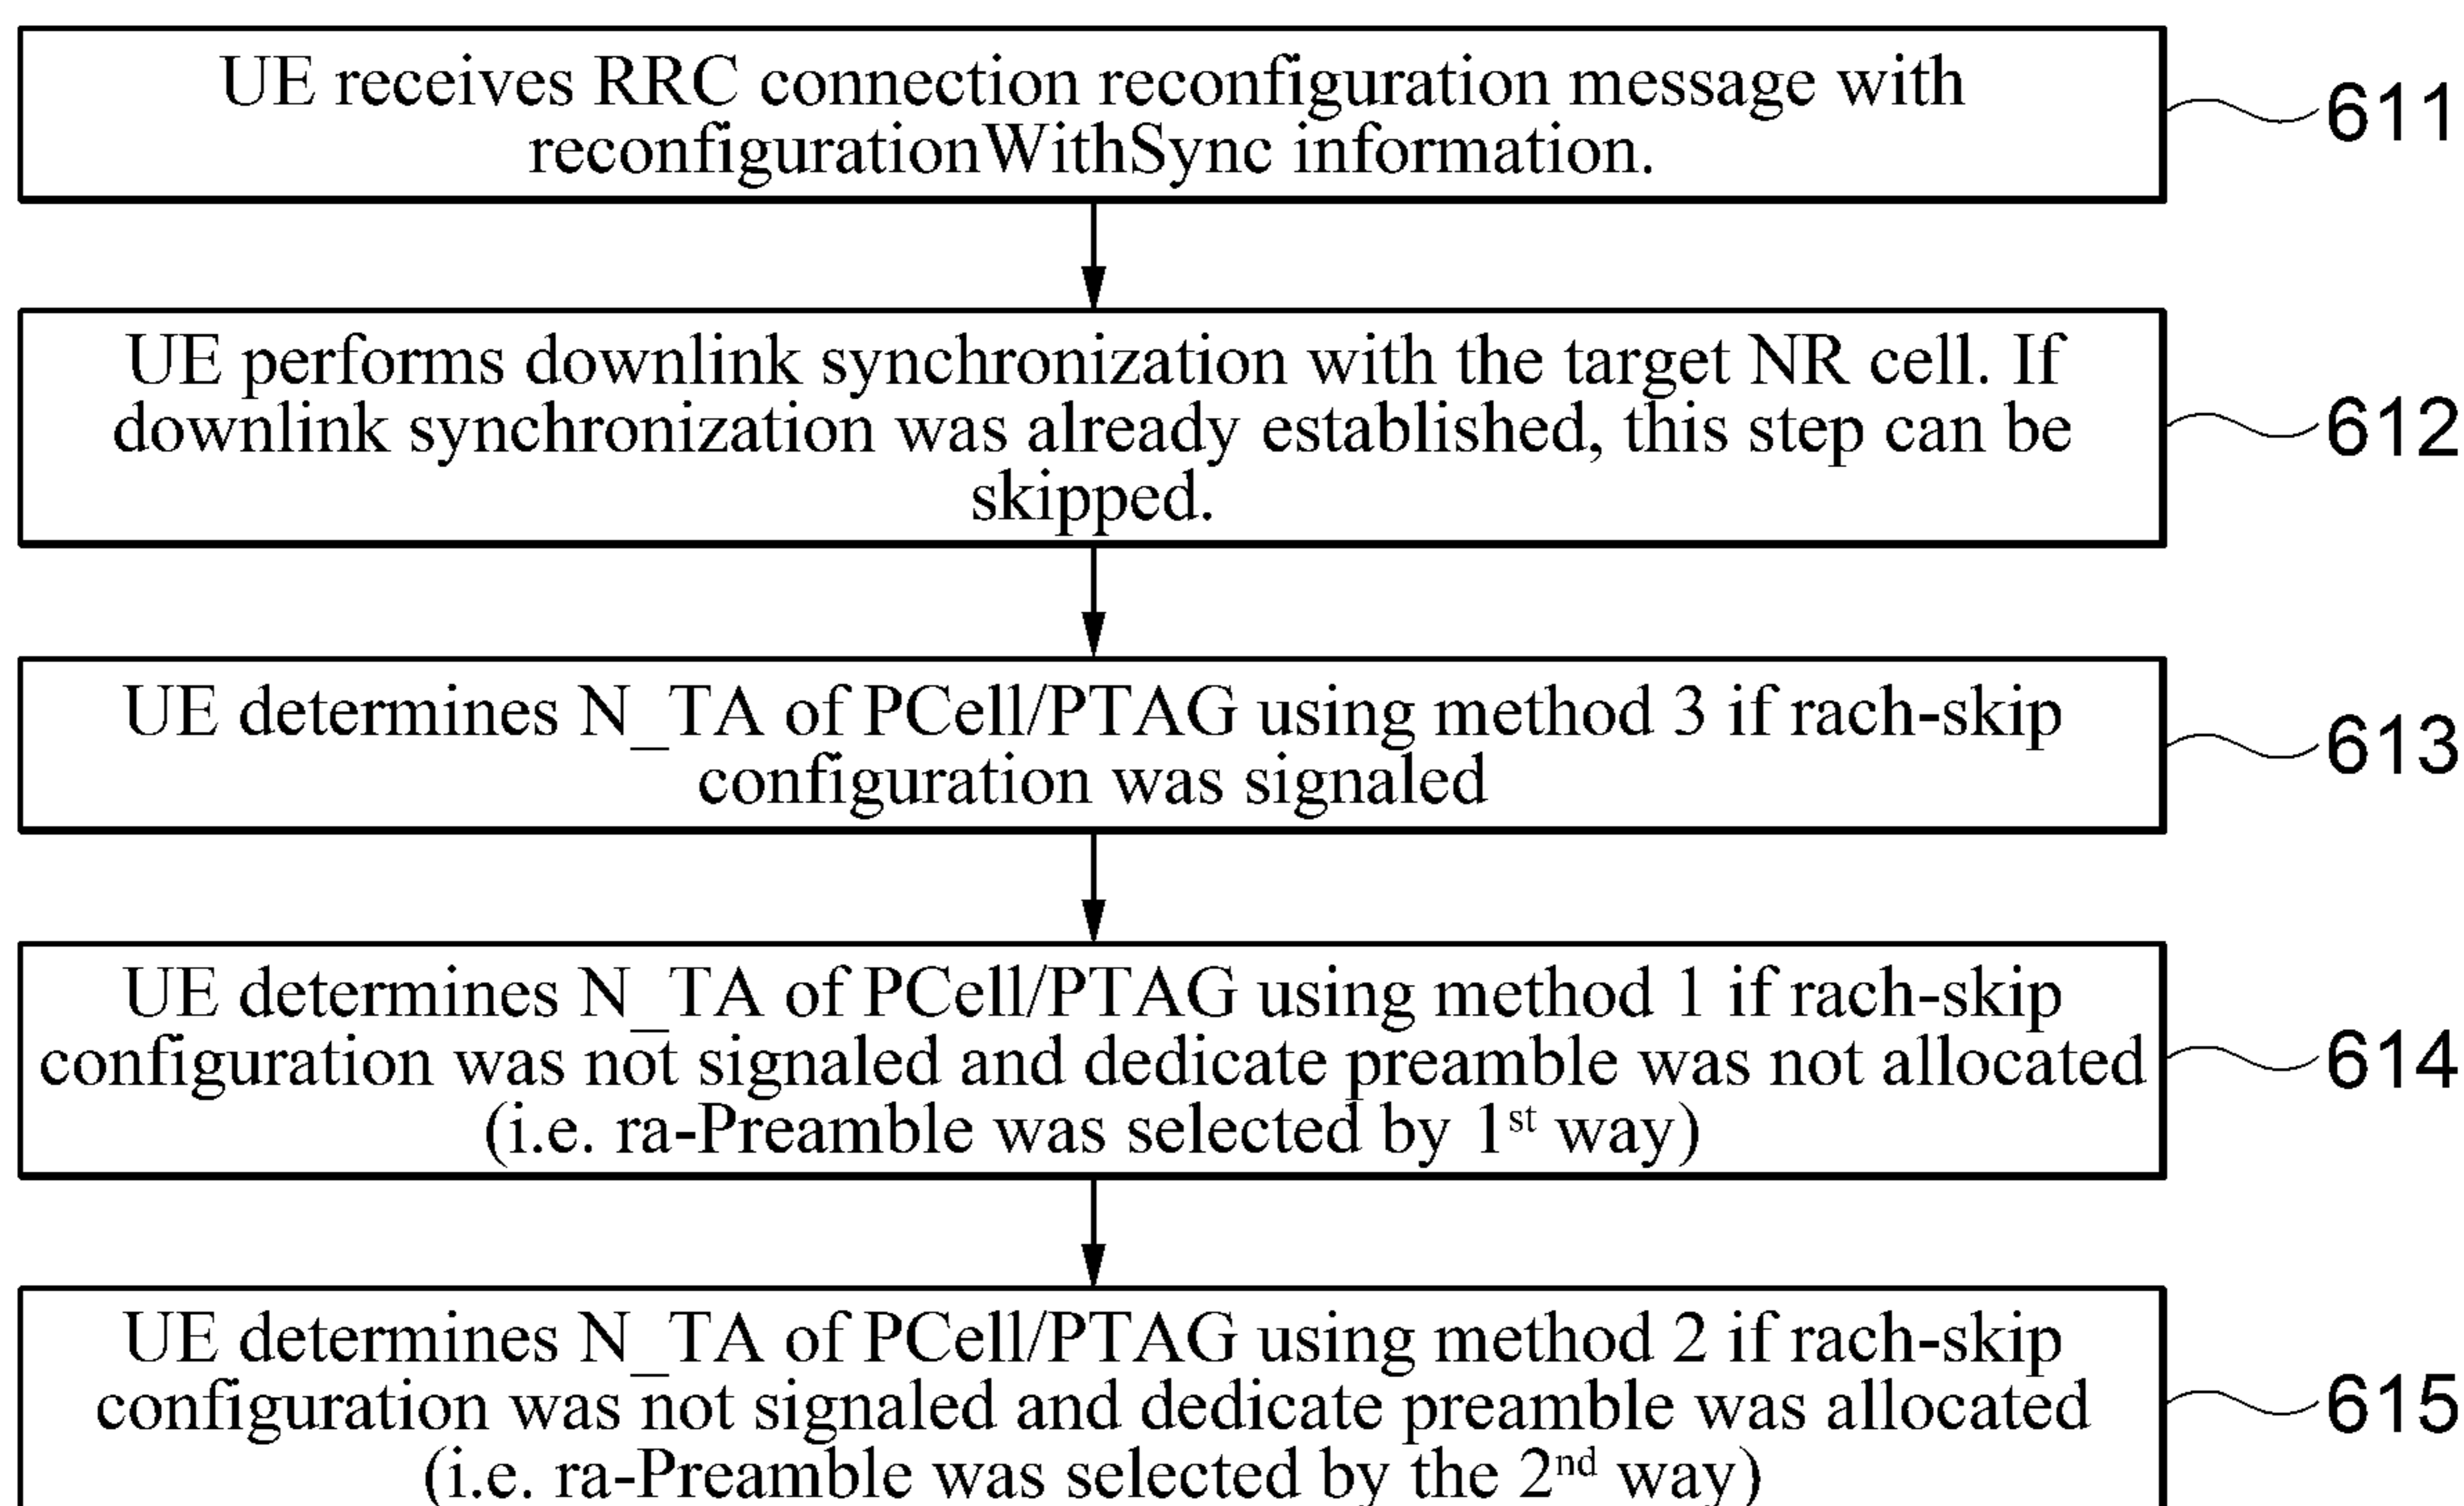 UE receives RRC connection reconfiguration message with
reconfigurationWithSync information.
611
UE performs downlink synchronization with the target NR cell. If
downlink synchronization was already established, this step can be
skipped.
612
UE determines N_TA of PCell/PTAG using method 3 if rach-skip
configuration was signaled
613
UE determines N_TA of PCell/PTAG using method 1 if rach-skip
configuration was not signaled and dedicate preamble was not allocated
(i.e. ra-Preamble was selected by 1st way)
614
UE determines N_TA of PCell/PTAG using method 2 if rach-skip
configuration was not signaled and dedicate preamble was allocated
(i.e. ra-Preamble was selected by the 2nd way)
615